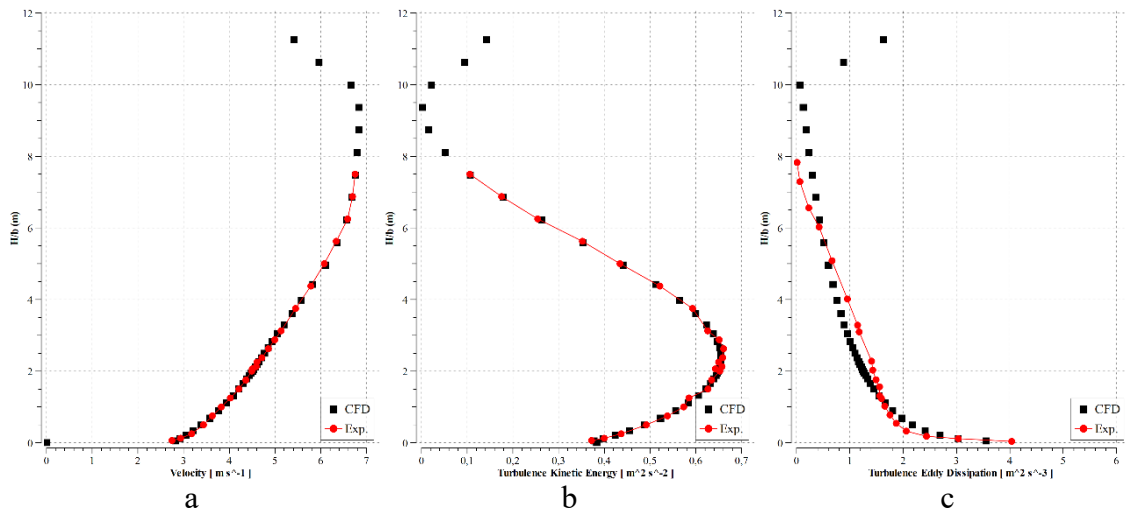 12
10
8
6
4
2
0
H/b (m)
0 1 2 3 4 5 6 7
Velocity [ m s^-1 ]
CFD
Exp.
a
12
10
8
6
4
2
0
H/b (m)
0 0,1 0,2 0,3 0,4 0,5 0,6 0,7
Turbulence Kinetic Energy [ m^2 s^-2 ]
CFD
Exp.
b
12
10
8
6
4
2
0
H/b (m)
0 1 2 3 4 5 6
Turbulence Eddy Dissipation [ m^2 s^-3 ]
CFD
Exp.
c